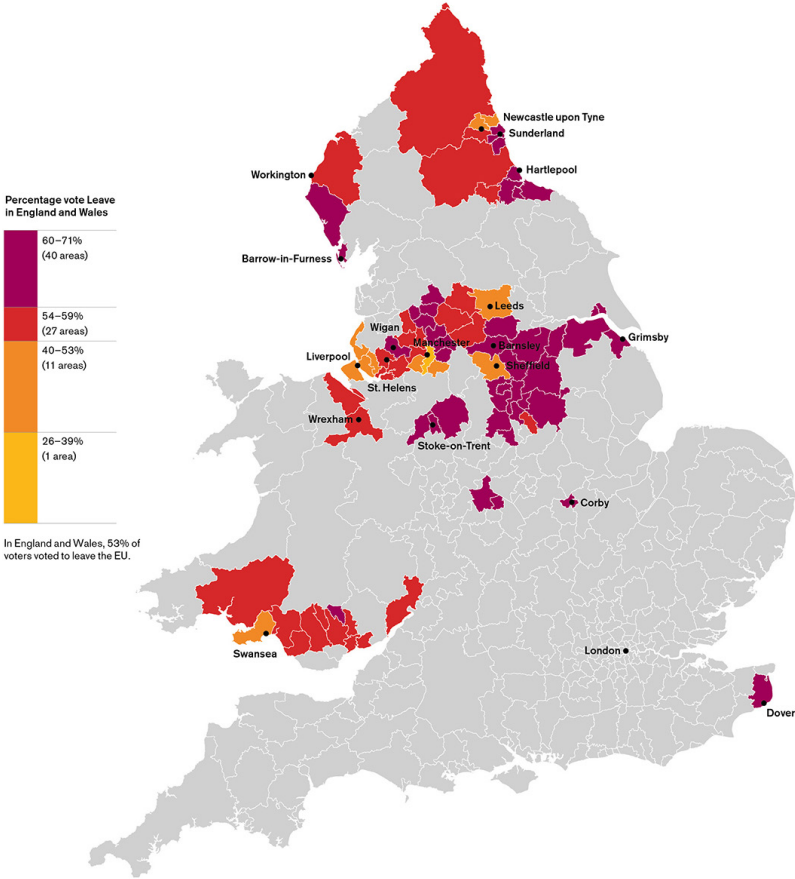 Newcastle upon Tyne
Sunderland
Hartlepool
Workington
Percentage vote Leave
in England and Wales
60–71%
(40 areas)
Barrow-in-Furness
54–59%
(27 areas)
Leeds
Wigan
Grimsby
Manchester
Barnsley
40–53%
(11 areas)
Liverpool
Sheffield
St. Helens
Wrexham
26–39%
(1 area)
Stoke-on-Trent
Corby
In England and Wales, 53% of
voters voted to leave the EU.
Swansea
London
Dover